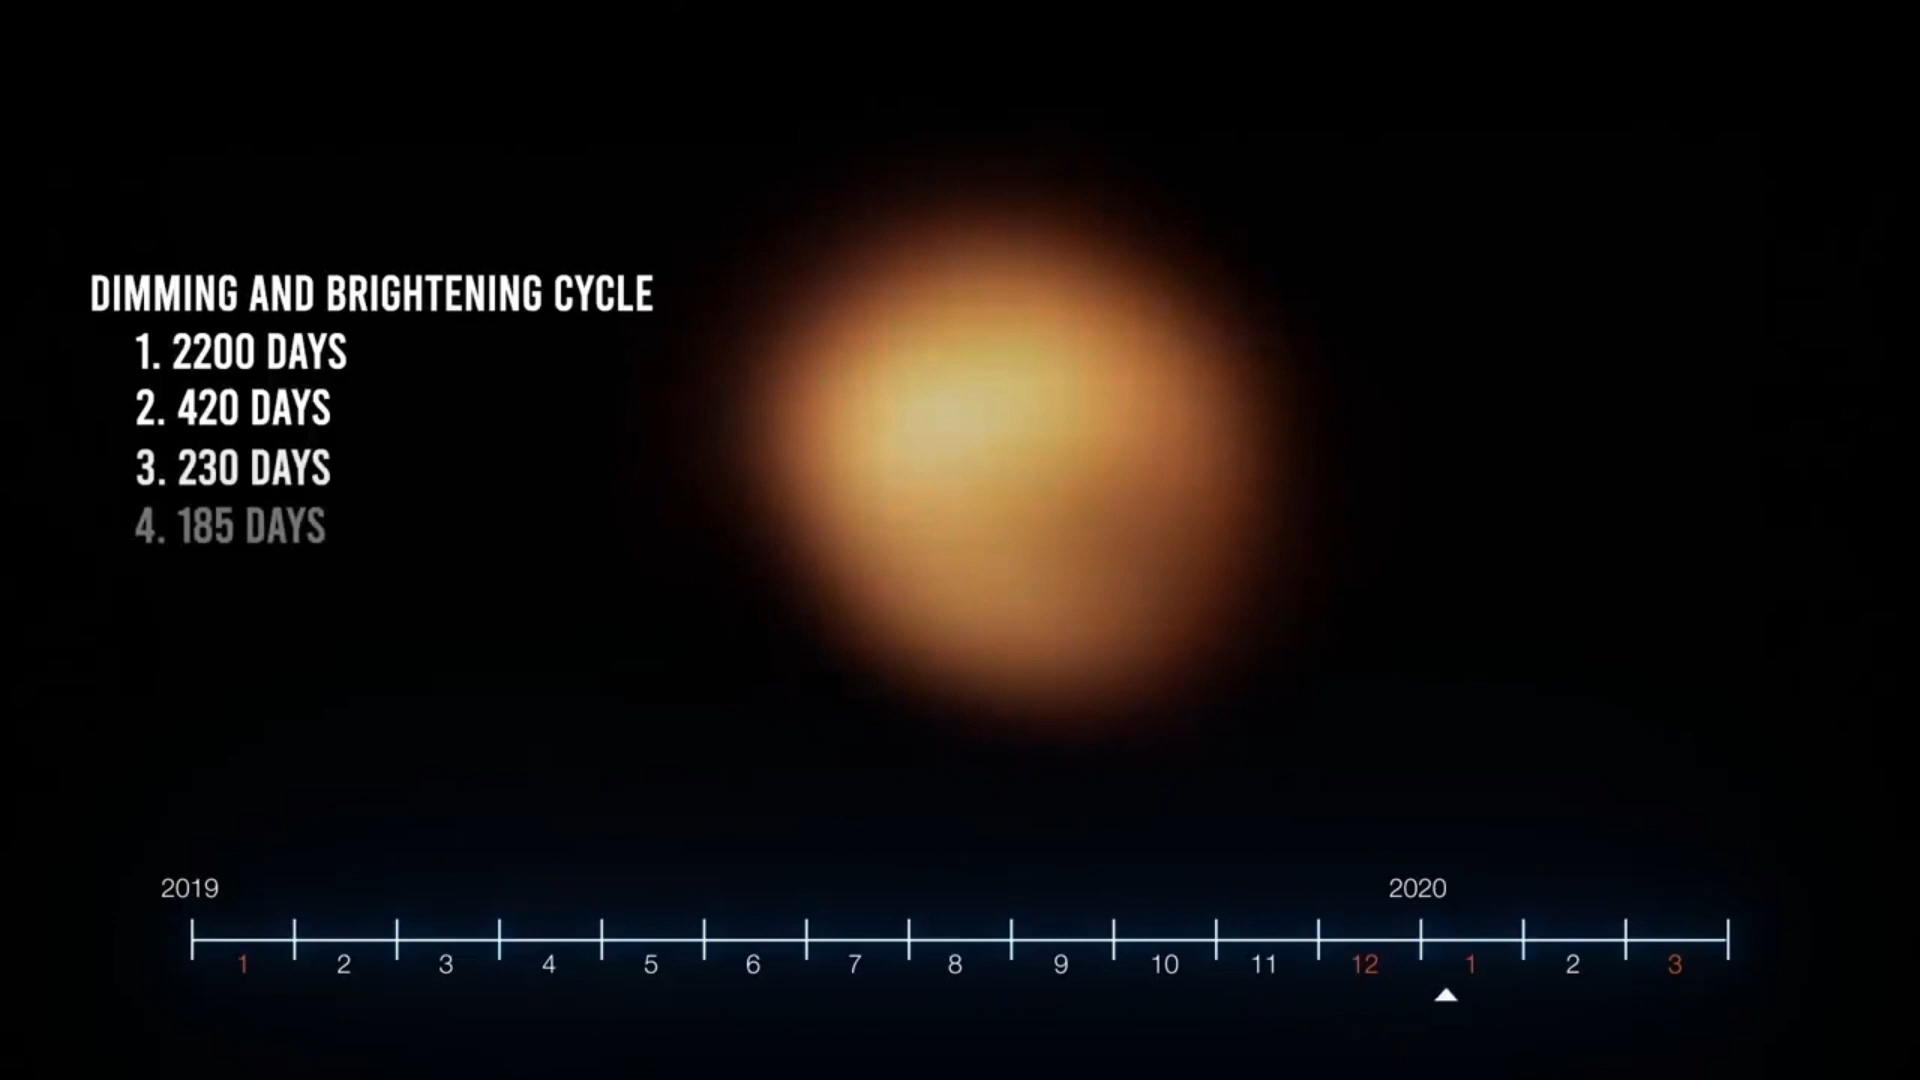 DIMMING AND BRIGHTENING CYCLE
1. 2200 DAYS
2. 420 DAYS
3. 230 DAYS
4. 185 DAYS
2019 2020
1 2 3 4 5 6 7 8 9 10 11 12 1 2 3